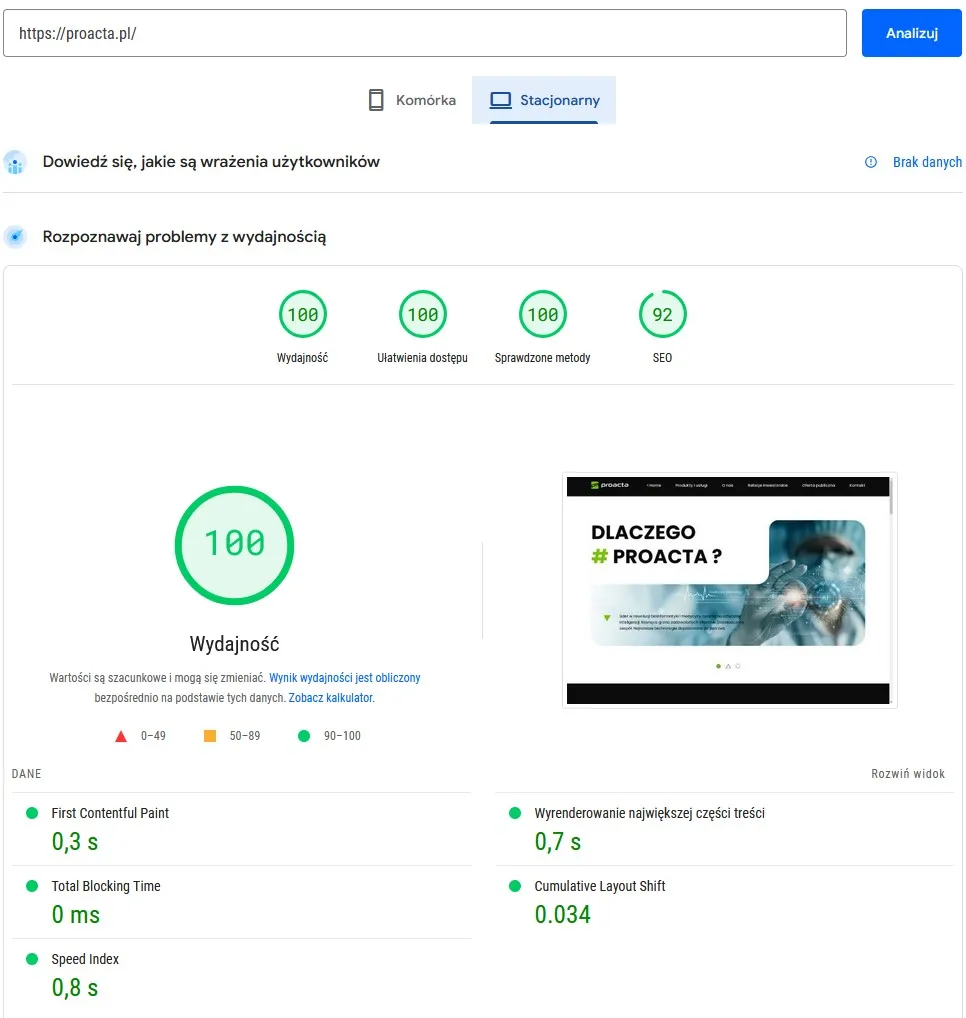 https://proacta.pl/
Analizuj
Komórka
Stacjonarny
Dowiedź się, jakie są wrażenia użytkowników
Brak danych
Rozpoznawaj problemy z wydajnością
100
100
100
92
Wydajność
Ułatwienia dostępu
Sprawdzone metody
SEO
100
Wydajność
Wartości są szacunkowe i mogą się zmieniać. Wynik wydajności jest obliczony
bezpośrednio na podstawie tych danych. Zobacz kalkulator.
0–49
50–89
90–100
proacta
Home
Produkty i usługi
O nas
Relacje inwestorskie
Oferta publiczna
Kontakt
DLACZEGO
# PROACTA ?
DANE
Rozwiń widok
First Contentful Paint
0,3 s
Wyrenderowanie największej części treści
0,7 s
Total Blocking Time
0 ms
Cumulative Layout Shift
0.034
Speed Index
0,8 s